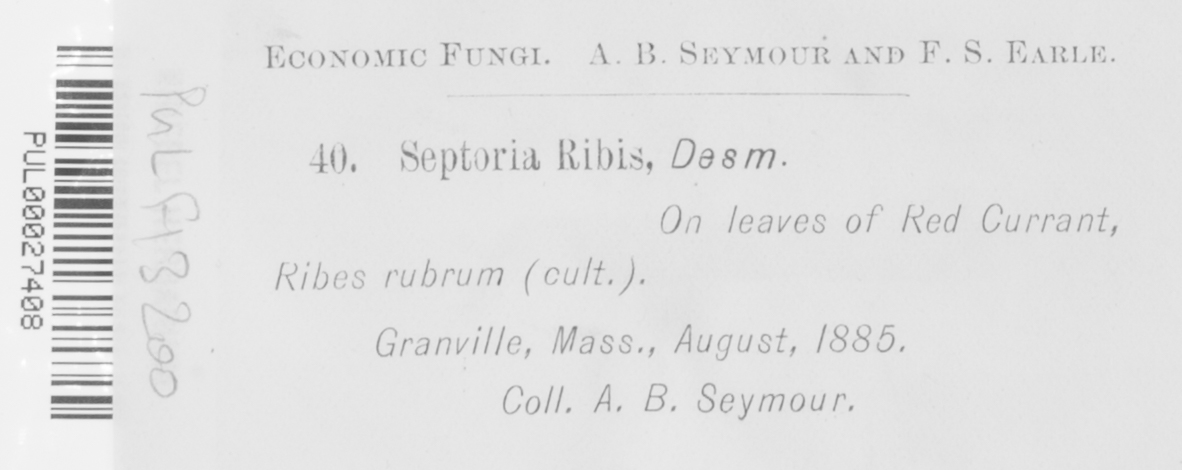 ECONOMIC FUNGI. A. B. SEYMOUR AND F. S. EARLE.
40. Septoria Ribis, Desm.
On leaves of Red Currant,
Ribes rubrum (cult.).
Granville, Mass., August, 1885.
Coll. A. B. Seymour.
PUL00027408
PUL F13200